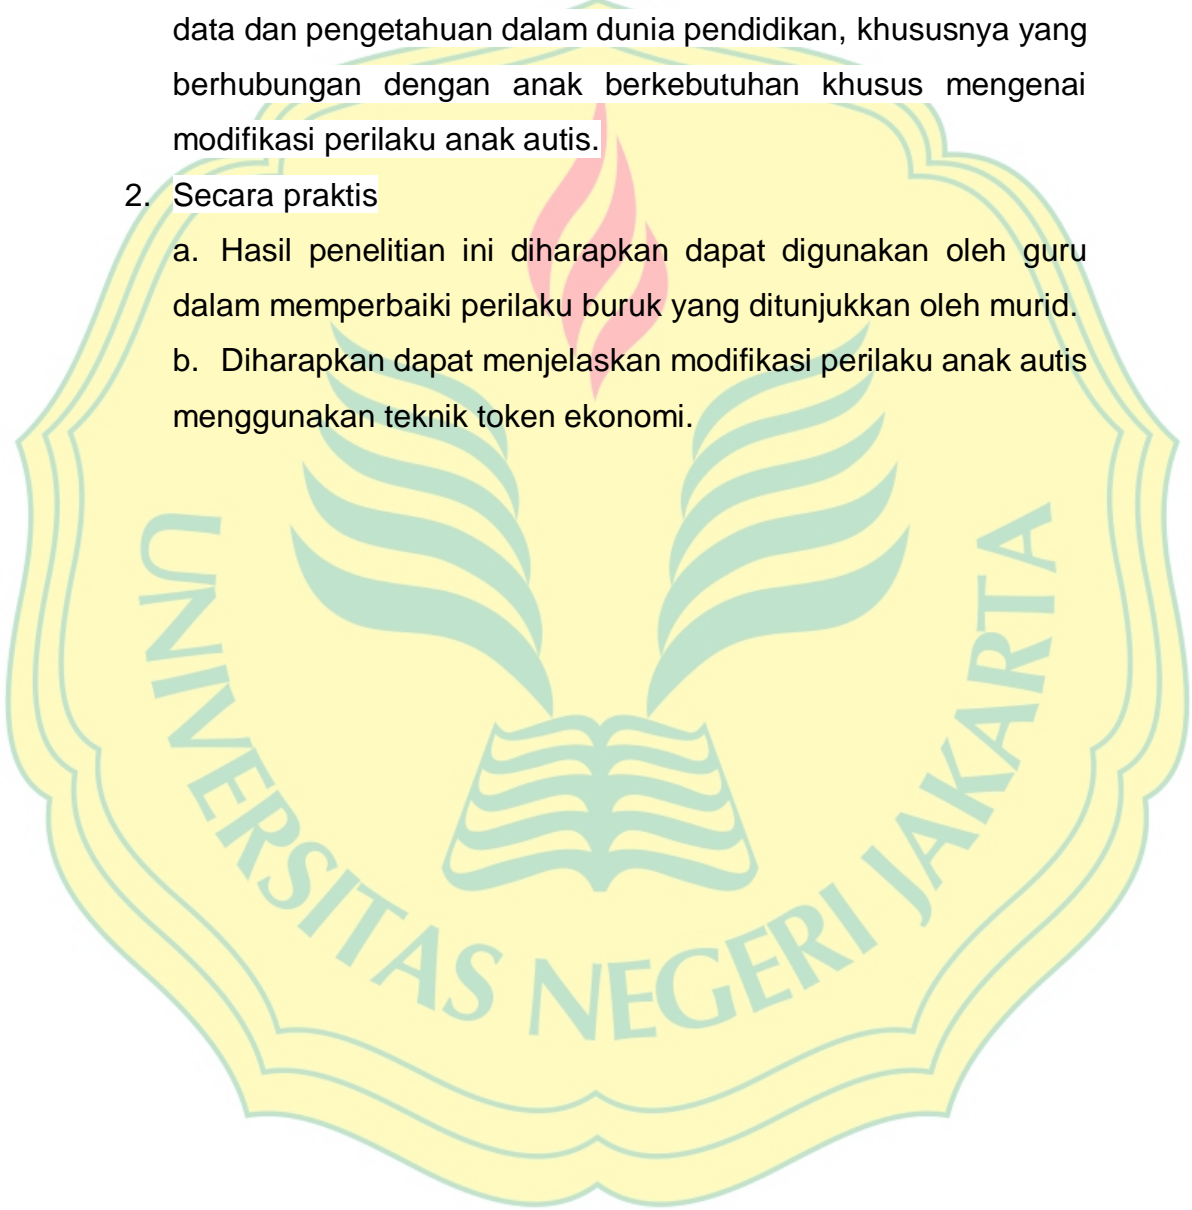 data dan pengetahuan dalam dunia pendidikan, khususnya yang
berhubungan dengan anak berkebutuhan khusus mengenai
modifikasi perilaku anak autis.
2. Secara praktis
a. Hasil penelitian ini diharapkan dapat digunakan oleh guru
dalam memperbaiki perilaku buruk yang ditunjukkan oleh murid.
b. Diharapkan dapat menjelaskan modifikasi perilaku anak autis
menggunakan teknik token ekonomi.
UNIVERSITAS NEGERI JAKARTA